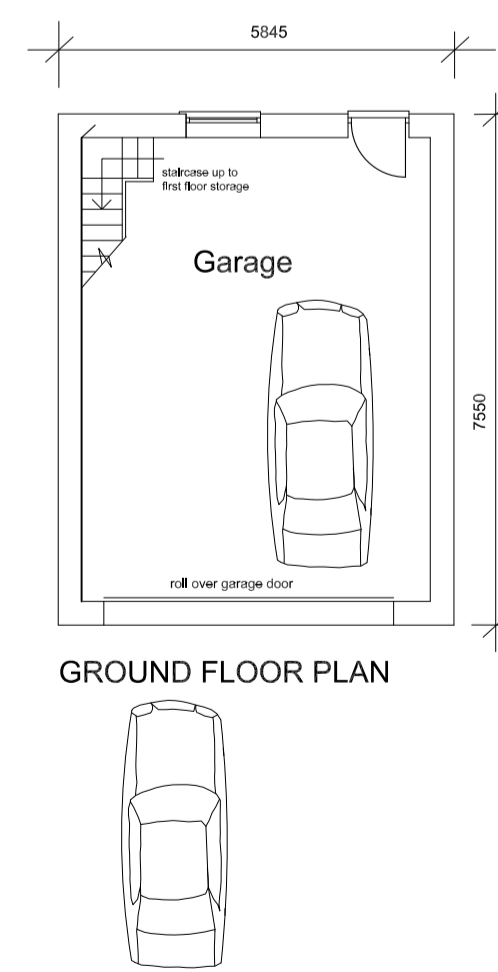 5845
staircase up to
first floor storage
Garage
7550
roll over garage door
GROUND FLOOR PLAN